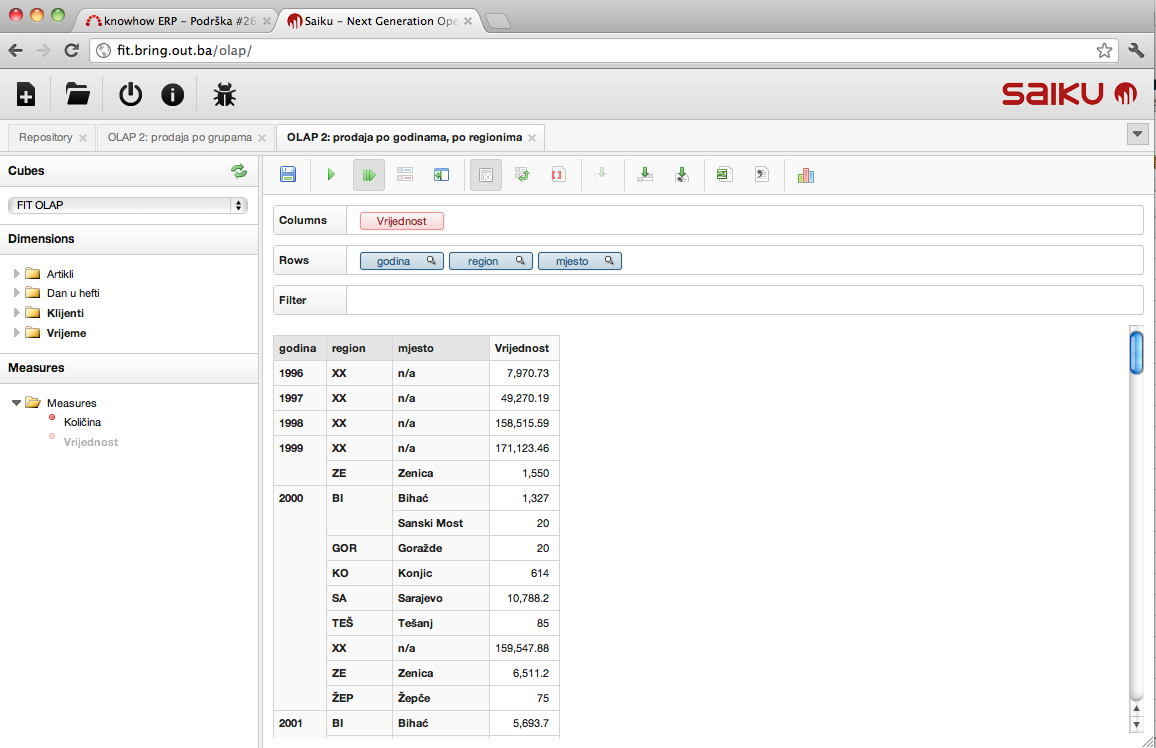 knowhow ERP – Podrška #26
Saiku – Next Generation Ope
fit.bring.out.ba/olap/
saiku
Repository
OLAP 2: prodaja po grupama
OLAP 2: prodaja po godinama, po regionima
Cubes
FIT OLAP
Dimensions
Artikli
Dan u hefti
Klijenti
Vrijeme
Measures
Measures
Količina
Vrijednost
Columns Vrijednost
Rows godina region mjesto
Filter
godina region mjesto Vrijednost
1996 XX n/a 7,970.73
1997 XX n/a 49,270.19
1998 XX n/a 158,515.59
1999 XX n/a 171,123.46
ZE Zenica 1,550
2000 BI Bihać 1,327
Sanski Most 20
GOR Goražde 20
KO Konjic 614
SA Sarajevo 10,788.2
TEŠ Tešanj 85
XX n/a 159,547.88
ZE Zenica 6,511.2
ŽEP Žepče 75
2001 BI Bihać 5,693.7